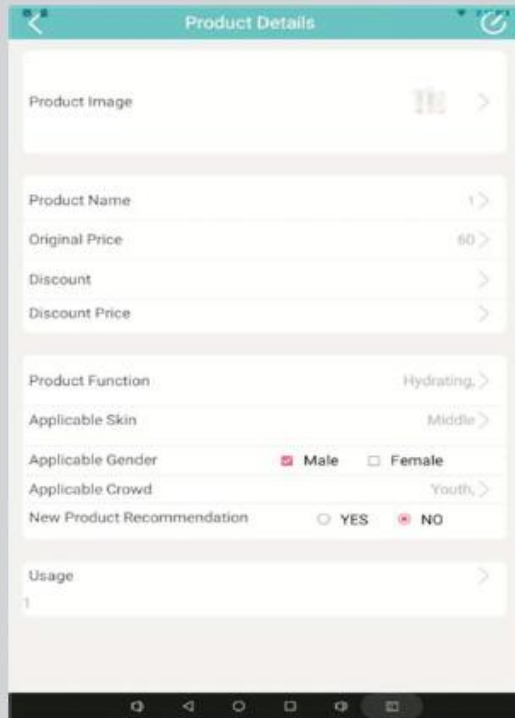 Product Details
Product Image
Product Name 1
Original Price 60
Discount
Discount Price
Product Function Hydrating,
Applicable Skin Middle
Applicable Gender Male Female
Applicable Crowd Youth,
New Product Recommendation YES NO
Usage
1